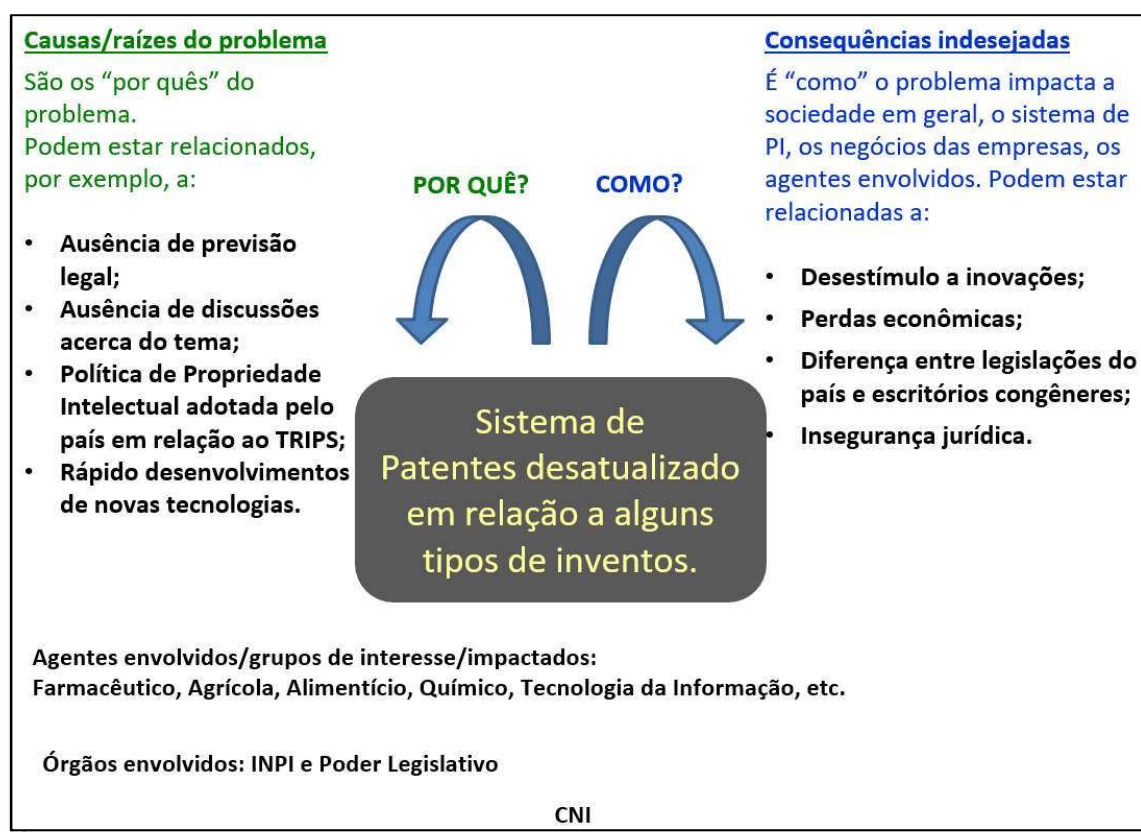 Causas/raízes do problema
São os “por quês” do
problema.
Podem estar relacionados,
por exemplo, a:
• Ausência de previsão
legal;
• Ausência de discussões
acerca do tema;
• Política de Propriedade
Intelectual adotada pelo
país em relação ao TRIPS;
• Rápido desenvolvimentos
de novas tecnologias.
POR QUÊ?
COMO?
Consequências indesejadas
É “como” o problema impacta a
sociedade em geral, o sistema de
PI, os negócios das empresas, os
agentes envolvidos. Podem estar
relacionadas a:
• Desestímulo a inovações;
• Perdas econômicas;
• Diferença entre legislações do
país e escritórios congêneres;
• Insegurança jurídica.
Sistema de
Patentes desatualizado
em relação a alguns
tipos de inventos.
Agentes envolvidos/grupos de interesse/impactados:
Farmacêutico, Agrícola, Alimentício, Químico, Tecnologia da Informação, etc.
Órgãos envolvidos: INPI e Poder Legislativo
CNI